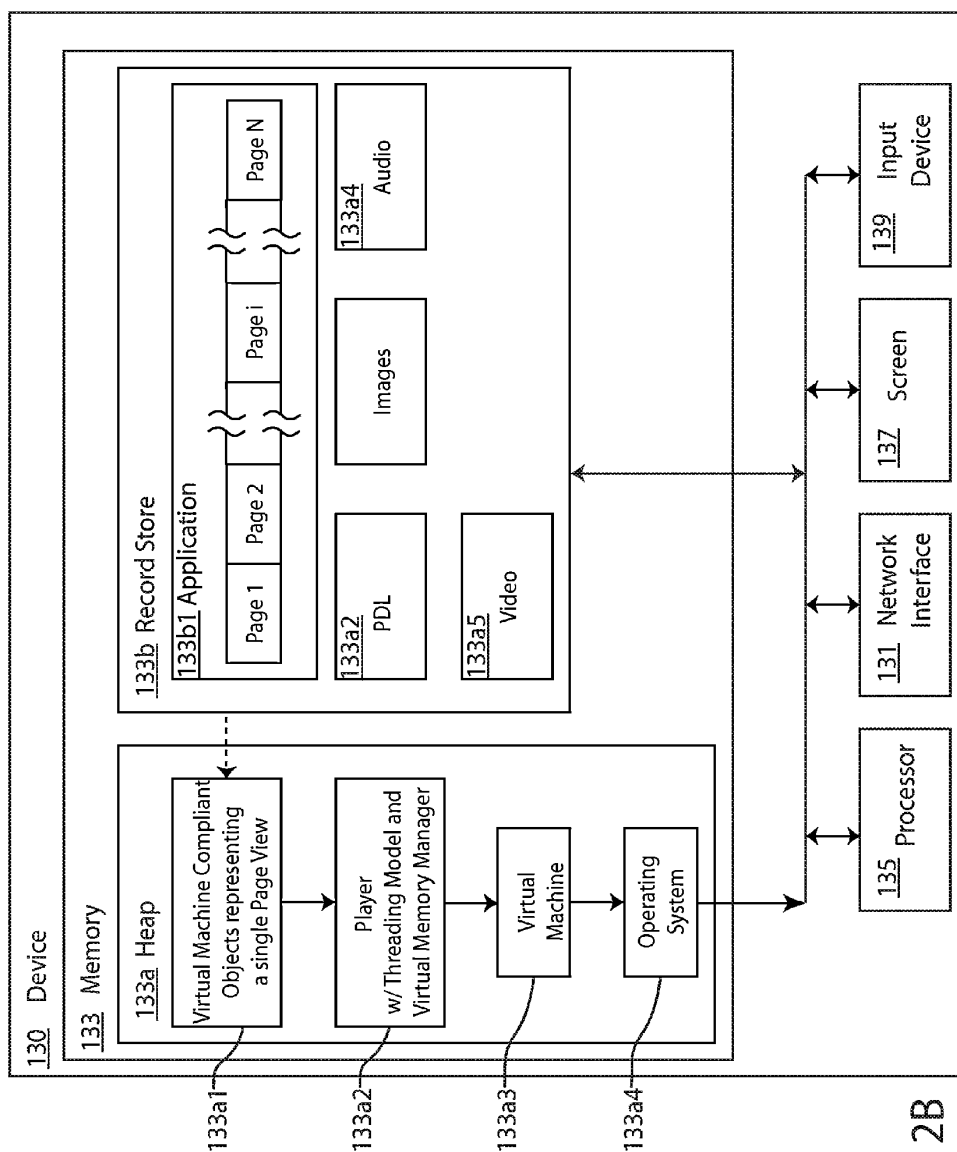 130 Device
133 Memory
133a Heap
Virtual Machine Compliant
Objects representing
a single Page View
Player
w/ Threading Model and
Virtual Memory Manager
Virtual
Machine
Operating
System
133a1
133a2
133a3
133a4
133b Record Store
133b1 Application
Page 1
Page 2
Page i
Page N
133a2
PDL
Images
133a4
Audio
133a5
Video
135 Processor
131 Network
Interface
137 Screen
139 Input
Device
2B